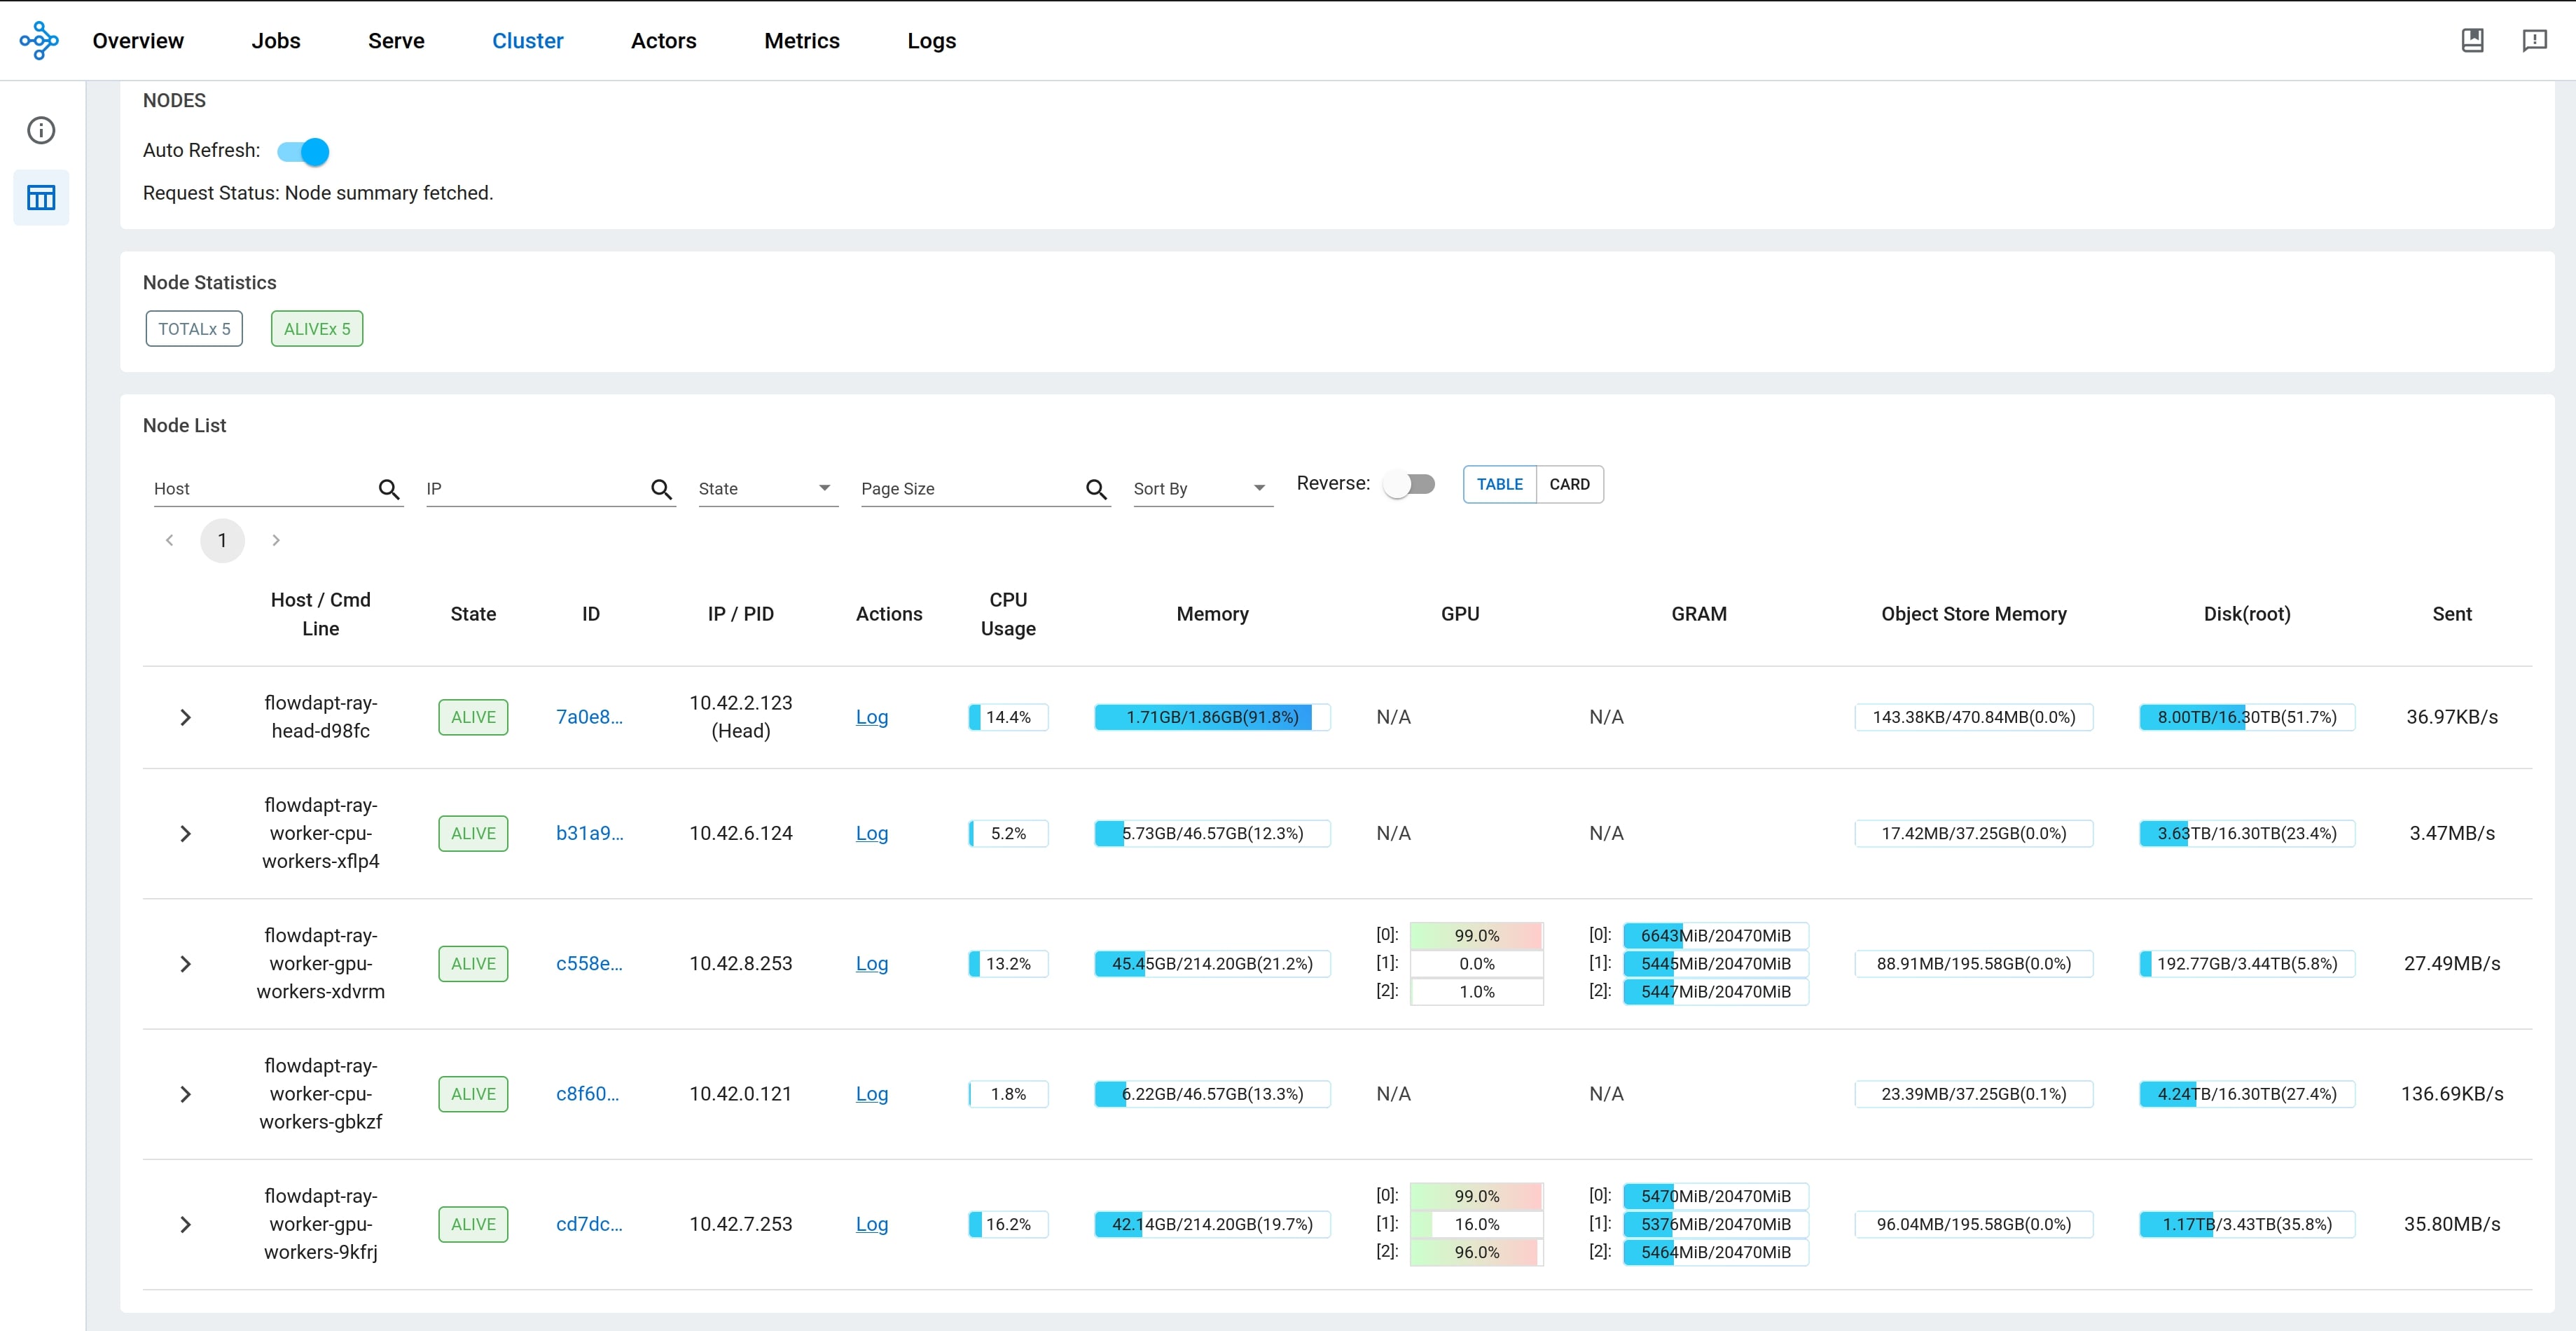 Overview Jobs Serve Cluster Actors Metrics Logs
NODES
Auto Refresh:
Request Status: Node summary fetched.
Node Statistics
TOTALx 5 ALIVEx 5
Node List
Host IP State Page Size Sort By Reverse: TABLE CARD
1
Host / Cmd
Line
State ID IP / PID Actions
CPU
Usage
Memory GPU GRAM Object Store Memory Disk(root) Sent
flowdapt-ray-
head-d98fc
ALIVE 7a0e8...
10.42.2.123
(Head)
Log 14.4% 1.71GB/1.86GB(91.8%) N/A N/A 143.38KB/470.84MB(0.0%) 8.00TB/16.30TB(51.7%) 36.97KB/s
flowdapt-ray-
worker-cpu-
workers-xflp4
ALIVE b31a9... 10.42.6.124 Log 5.2% 5.73GB/46.57GB(12.3%) N/A N/A 17.42MB/37.25GB(0.0%) 3.63TB/16.30TB(23.4%) 3.47MB/s
flowdapt-ray-
worker-gpu-
workers-xdvrm
ALIVE c558e... 10.42.8.253 Log 13.2% 45.45GB/214.20GB(21.2%)
[0]: 99.0%
[1]: 0.0%
[2]: 1.0%
[0]: 6643MiB/20470MiB
[1]: 5445MiB/20470MiB
[2]: 5447MiB/20470MiB
88.91MB/195.58GB(0.0%) 192.77GB/3.44TB(5.8%) 27.49MB/s
flowdapt-ray-
worker-cpu-
workers-gbkzf
ALIVE c8f60... 10.42.0.121 Log 1.8% 6.22GB/46.57GB(13.3%) N/A N/A 23.39MB/37.25GB(0.1%) 4.24TB/16.30TB(27.4%) 136.69KB/s
flowdapt-ray-
worker-gpu-
workers-9kfrj
ALIVE cd7dc... 10.42.7.253 Log 16.2% 42.14GB/214.20GB(19.7%)
[0]: 99.0%
[1]: 16.0%
[2]: 96.0%
[0]: 5470MiB/20470MiB
[1]: 5376MiB/20470MiB
[2]: 5464MiB/20470MiB
96.04MB/195.58GB(0.0%) 1.17TB/3.43TB(35.8%) 35.80MB/s